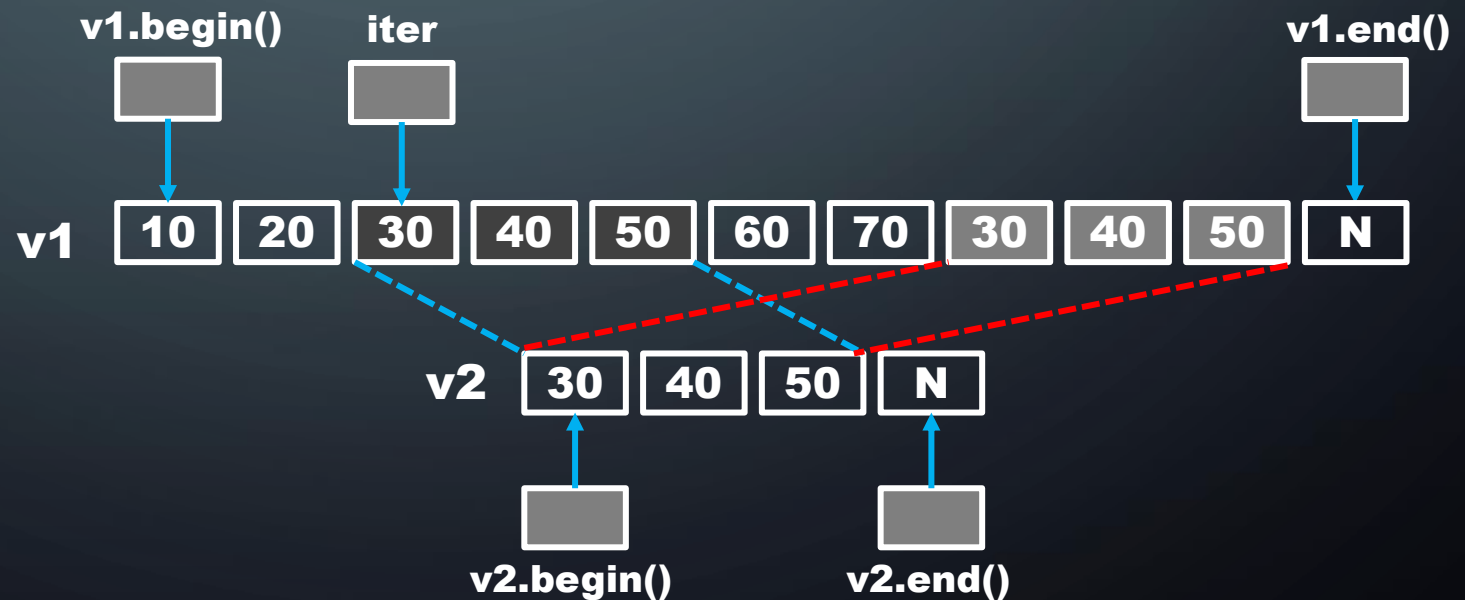 v1.begin() iter v1.end()
v1 10 20 30 40 50 60 70 30 40 50 N
v2 30 40 50 N
v2.begin() v2.end()